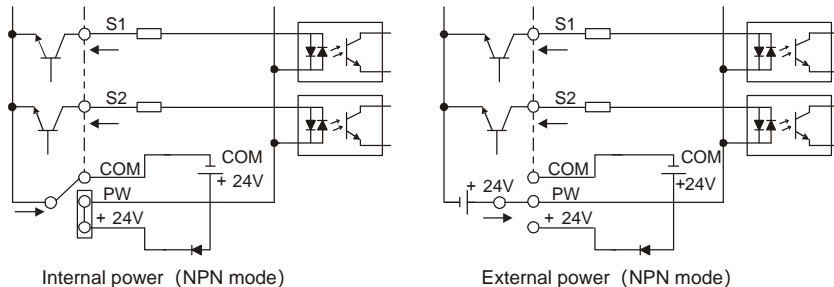 S1
S2
COM
COM
+ 24V
PW
+ 24V
Internal power (NPN mode)
S1
S2
COM
COM
+24V
+ 24V
PW
+ 24V
External power (NPN mode)